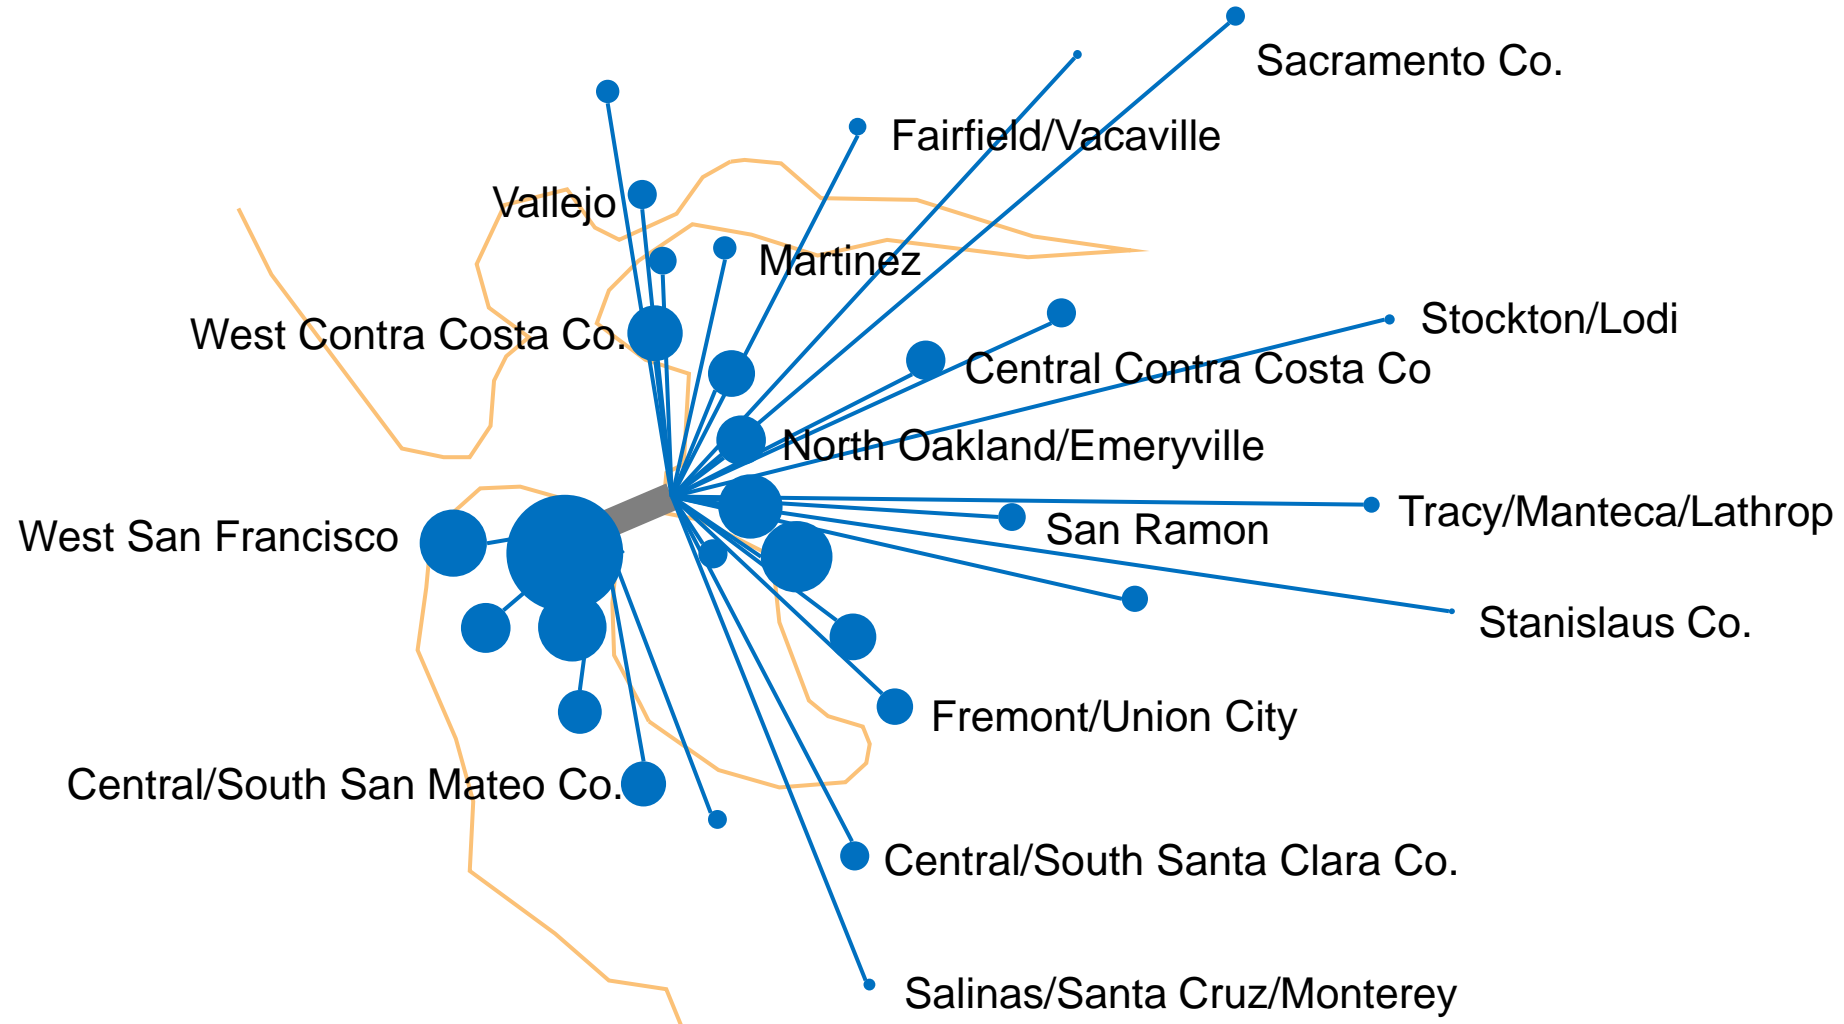 Sacramento Co.
Fairfield/Vacaville
Vallejo
Martinez
Stockton/Lodi
West Contra Costa Co.
Central Contra Costa Co
North Oakland/Emeryville
Tracy/Manteca/Lathrop
San Ramon
West San Francisco
Stanislaus Co.
Fremont/Union City
Central/South San Mateo Co.
Central/South Santa Clara Co.
Salinas/Santa Cruz/Monterey